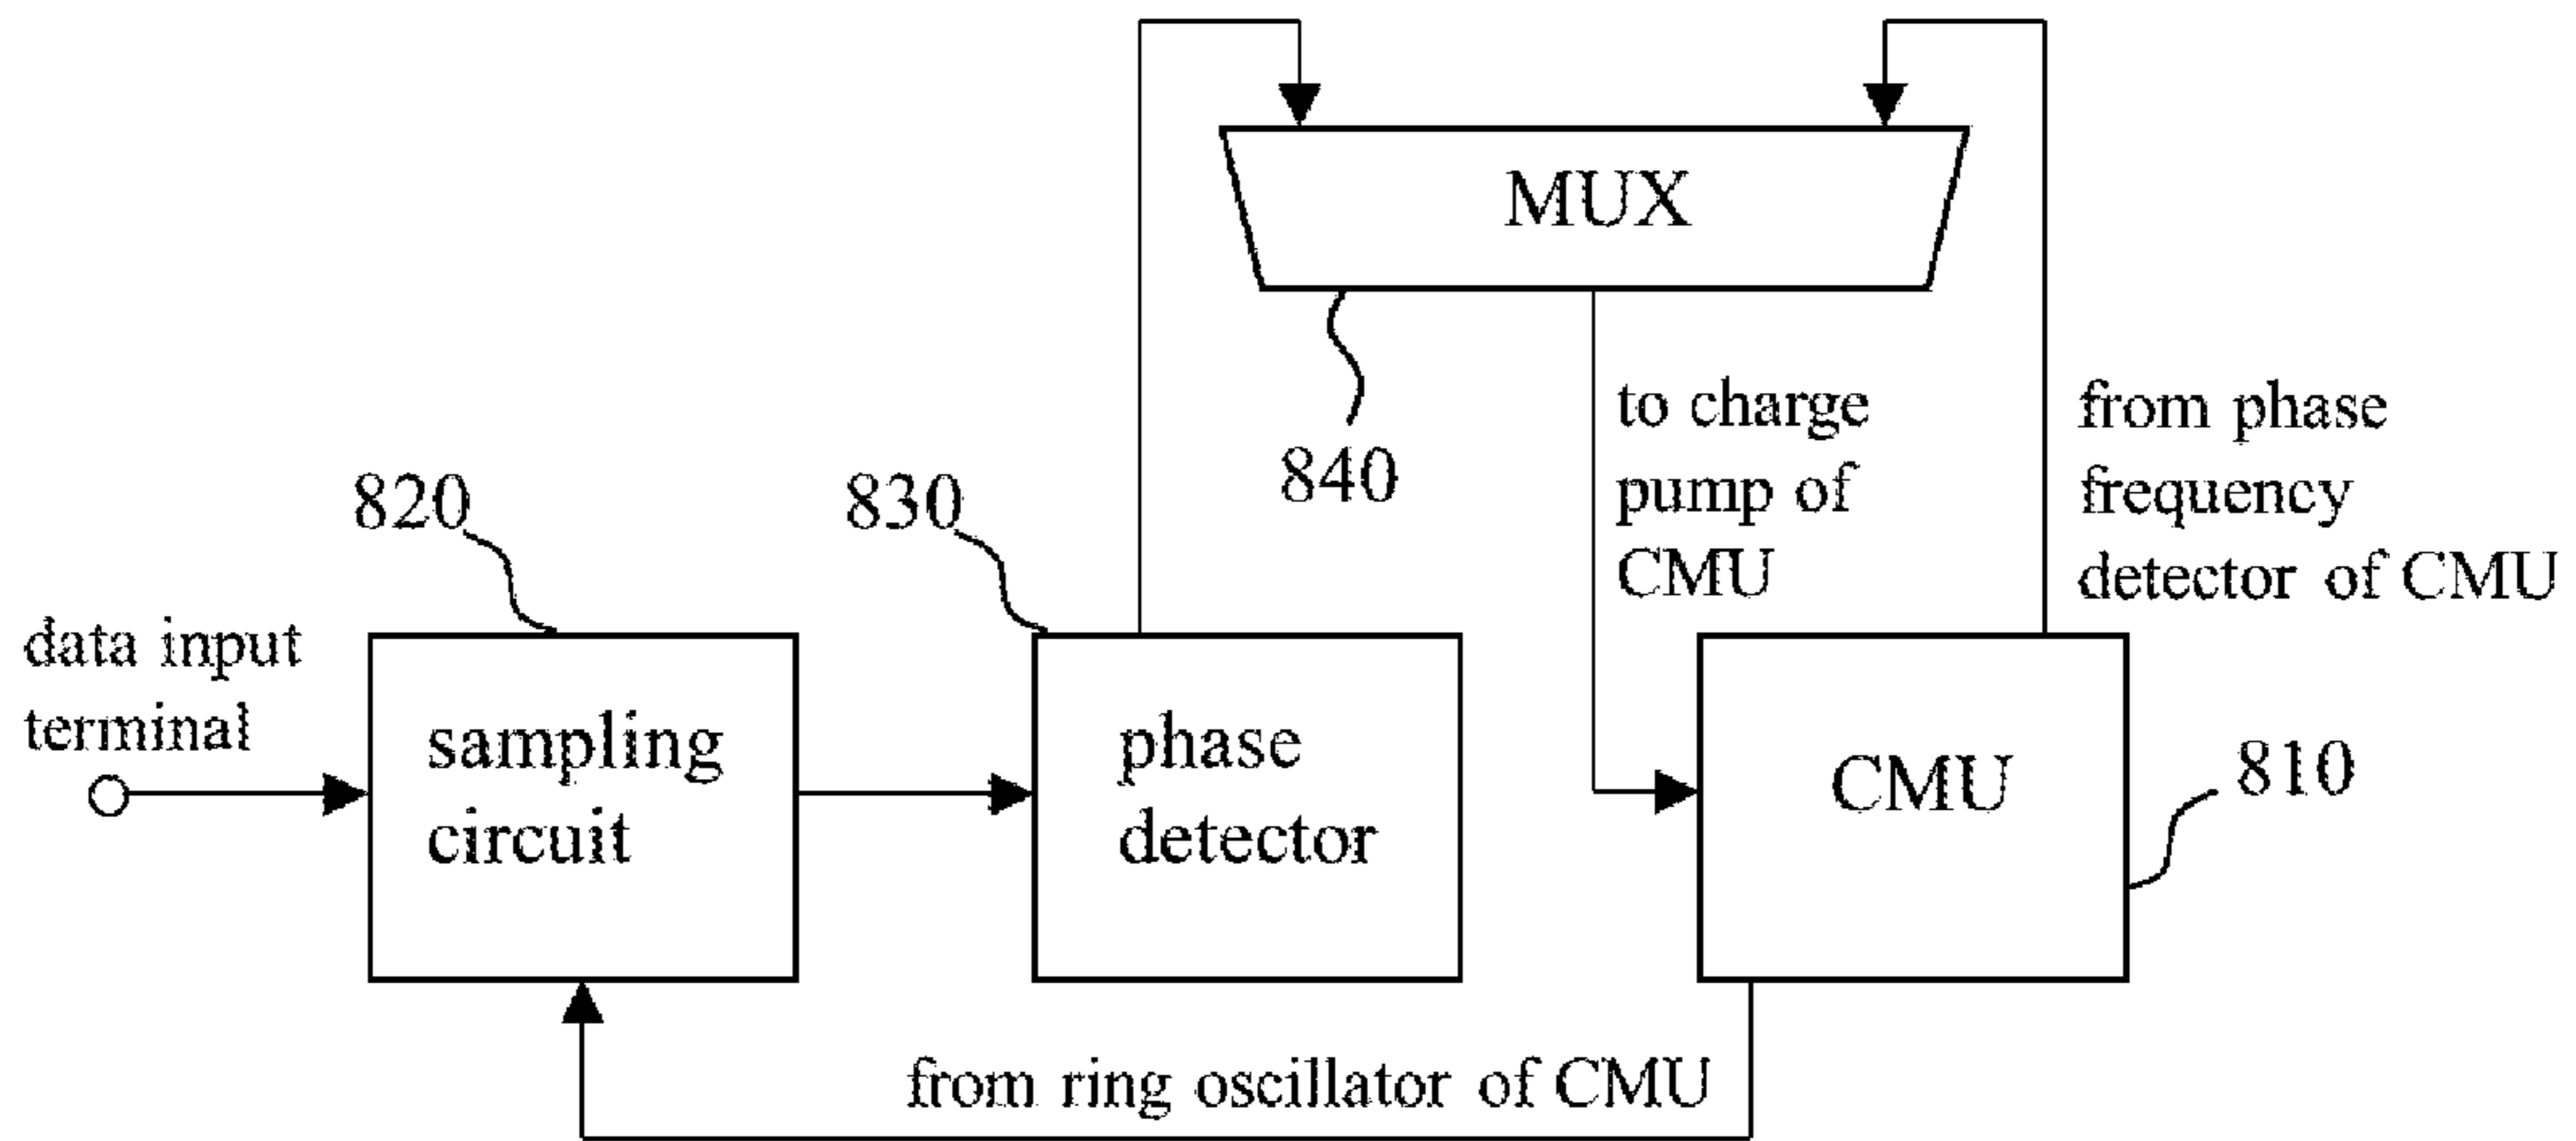 MUX
840
to charge
pump of
CMU
from phase
frequency
detector of CMU
820
830
data input
terminal
sampling
circuit
phase
detector
CMU
810
from ring oscillator of CMU